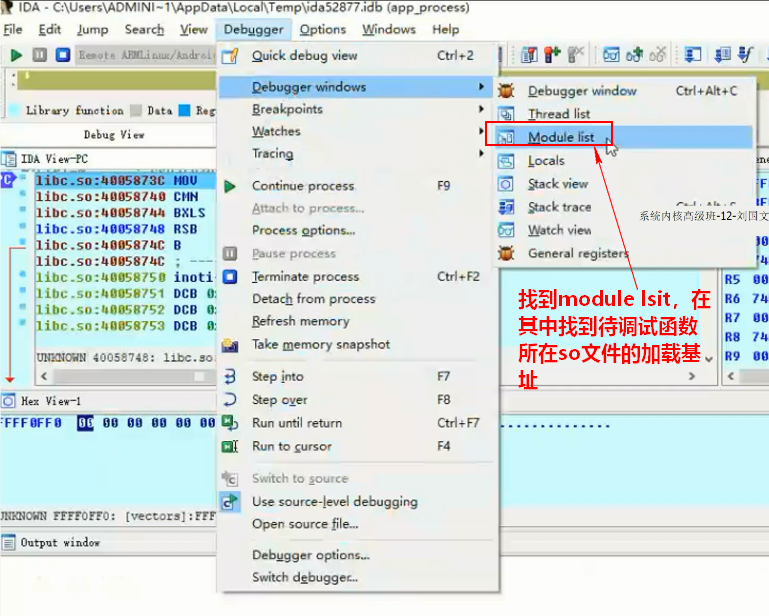 IDA - C:\Users\ADMINI~1\AppData\Local\Temp\ida52877.idb (app_process)
File Edit Jump Search View Debugger Options Windows Help
Remote ARMLinux/Androi
Quick debug view Ctrl+2
Debugger windows
Breakpoints
Watches
Tracing
Continue process F9
Attach to process...
Process options...
Pause process
Terminate process Ctrl+F2
Detach from process
Refresh memory
Take memory snapshot
Step into F7
Step over F8
Run until return Ctrl+F7
Run to cursor F4
Switch to source
Use source-level debugging
Open source file...
Debugger options...
Switch debugger...
Debugger window Ctrl+Alt+C
Thread list
Module list
Locals
Stack view
Stack trace
Watch view
General registers
系统内核高级班-12-刘国文
找到module lsit，在
其中找到待调试函数
所在so文件的加载基
址
Library function Data Reg
Debug View
IDA View-PC
libc.so:4005873C MOV
libc.so:40058740 CMN
libc.so:40058744 BXLS
libc.so:40058748 RSB
libc.so:4005874C B
libc.so:4005874C ; ----
libc.so:40058750 inoti
libc.so:40058751 DCB 0
libc.so:40058752 DCB 0
libc.so:40058753 DCB 0
UNKNOWN 40058748: libc.so
R5 00
R6 74
R7 00
R8 74
R9 00
Hex View-1
FFFF0FF0 00 00 00 00 00 00
UNKNOWN FFFF0FF0: [vectors]:FFF
Output window